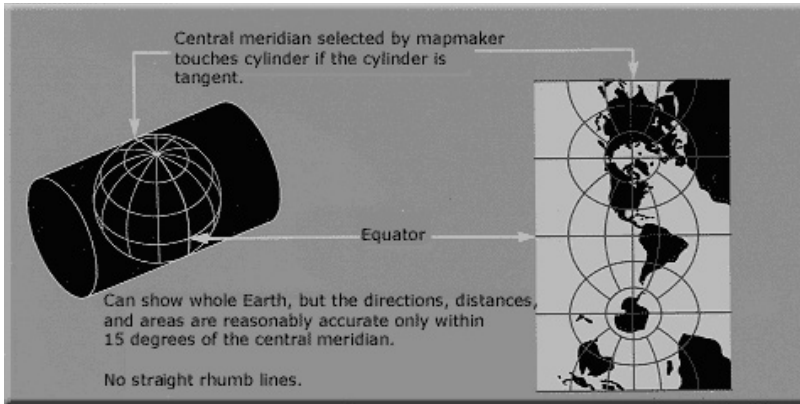 Central meridian selected by mapmaker
touches cylinder if the cylinder is
tangent.
Equator
Can show whole Earth, but the directions, distances,
and areas are reasonably accurate only within
15 degrees of the central meridian.
No straight rhumb lines.